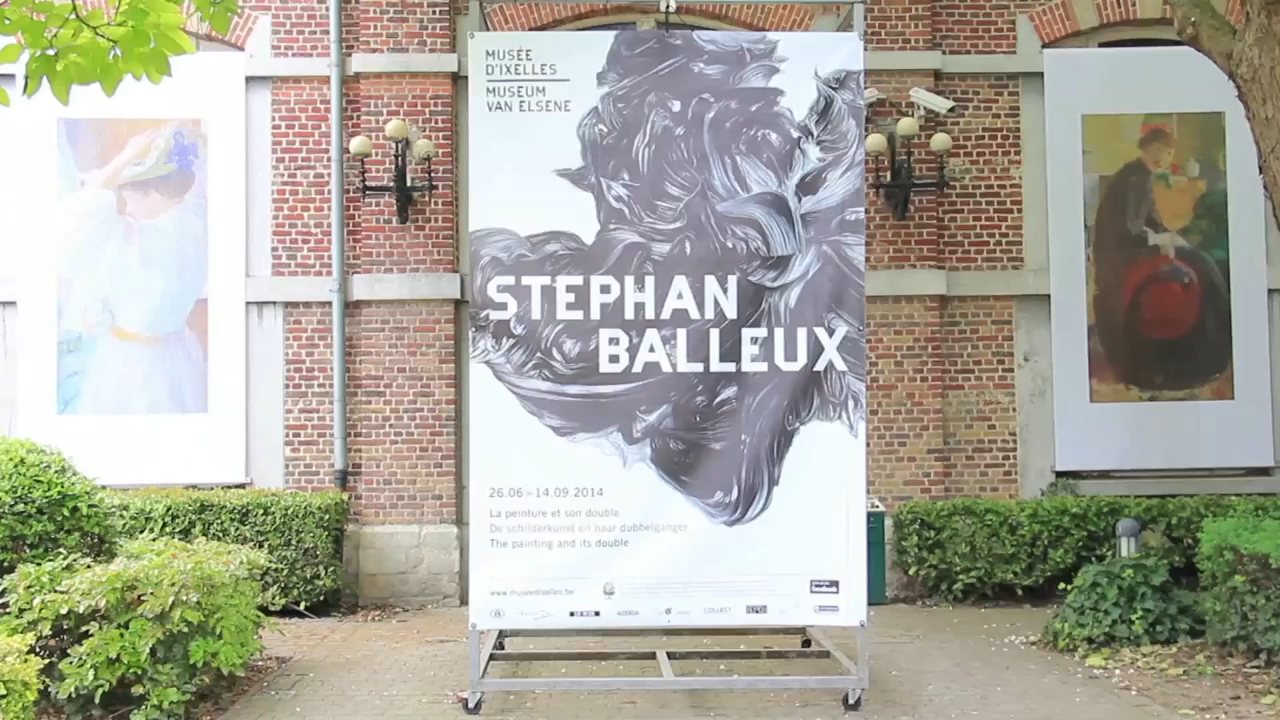 MUSÉE
D'IXELLES
MUSEUM
VAN ELSENE
STEPHAN
BALLEUX
26.06 > 14.09.2014
La peinture et son double
De schilderkunst en haar dubbelganger
The painting and its double
www.museedixelles.be
COLLECT